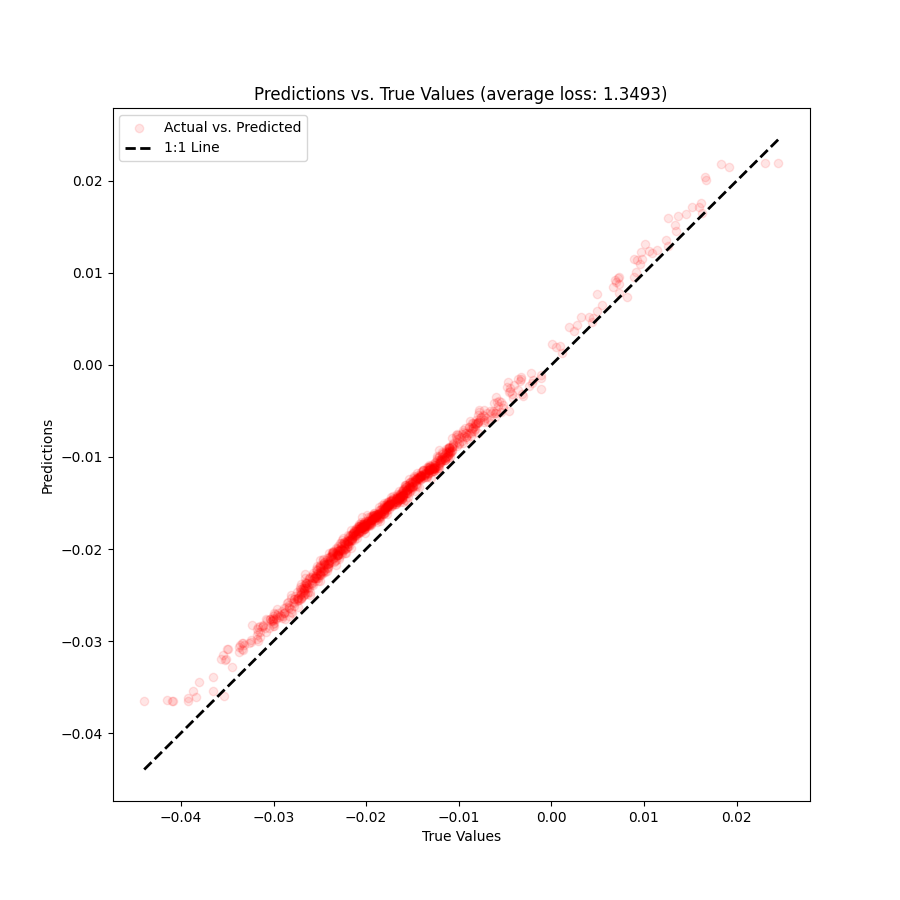 Predictions vs. True Values (average loss: 1.3493)
Actual vs. Predicted
1:1 Line
0.02
0.01
0.00
−0.01
−0.02
−0.03
−0.04
Predictions
−0.04
−0.03
−0.02
−0.01
0.00
0.01
0.02
True Values